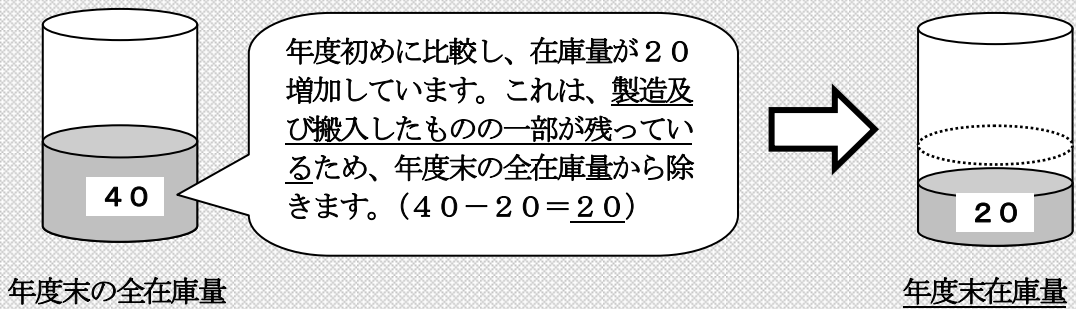 年度初めに比較し、在庫量が２０
増加しています。これは、製造及
び搬入したものの一部が残ってい
るため、年度末の全在庫量から除
きます。（４０－２０＝２０）
４０
２０
年度末の全在庫量
年度末在庫量